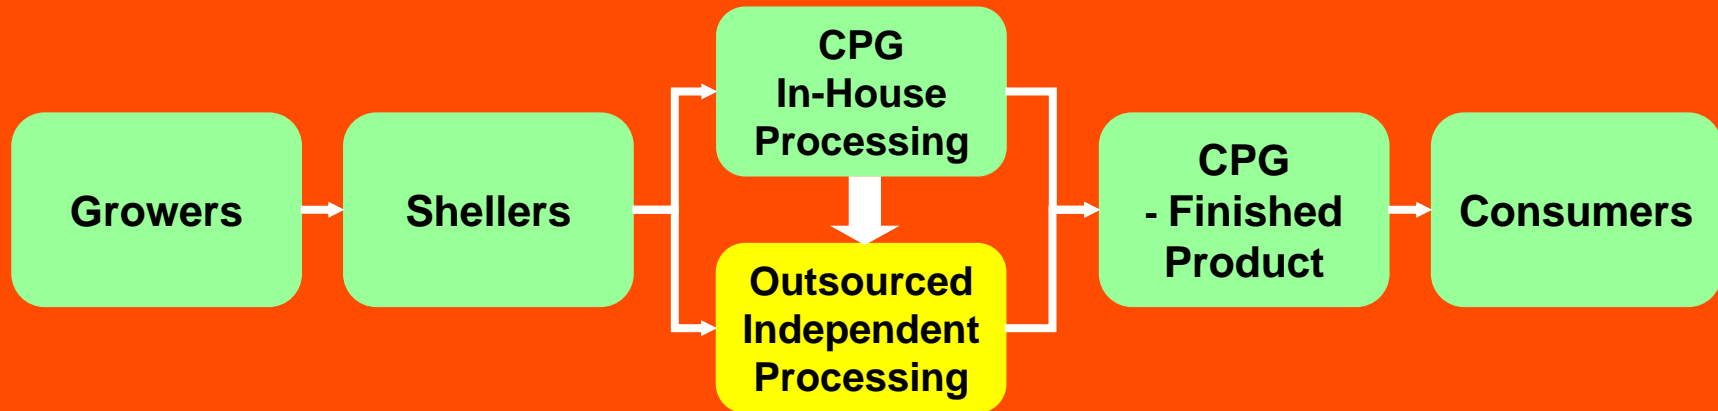 Growers
Shellers
CPG
In-House
Processing
Outsourced
Independent
Processing
CPG
- Finished
Product
Consumers